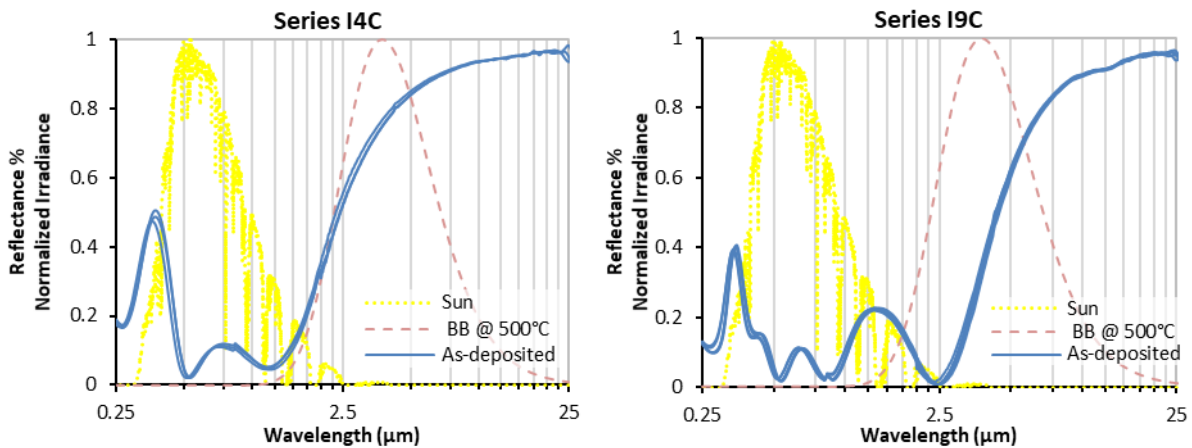 Series I4C
Reflectance %
Normalized Irradiance
1
0.8
0.6
0.4
0.2
0
Sun
BB @ 500°C
As-deposited
0.25
2.5
25
Wavelength (µm)
Series I9C
Reflectance %
Normalized Irradiance
1
0.8
0.6
0.4
0.2
0
Sun
BB @ 500°C
As-deposited
0.25
2.5
25
Wavelength (µm)